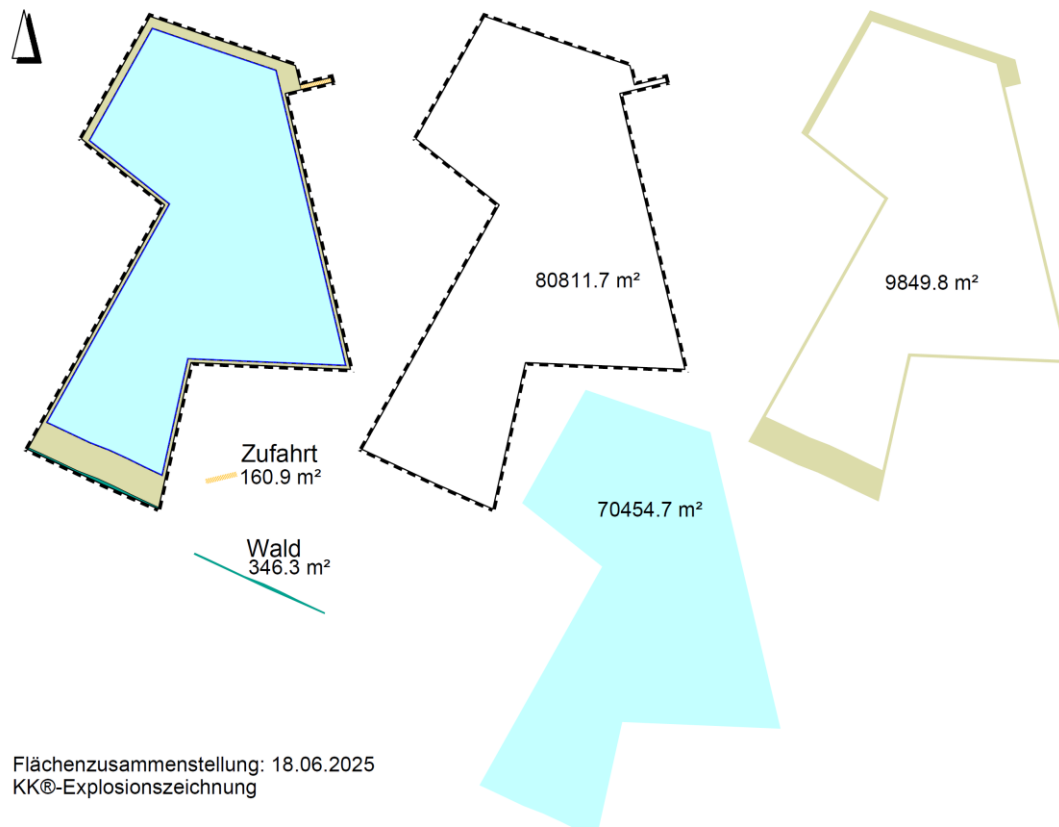 80811.7 m²
9849.8 m²
Zufahrt
160.9 m²
70454.7 m²
Wald
346.3 m²
Flächenzusammenstellung: 18.06.2025
KK®-Explosionszeichnung